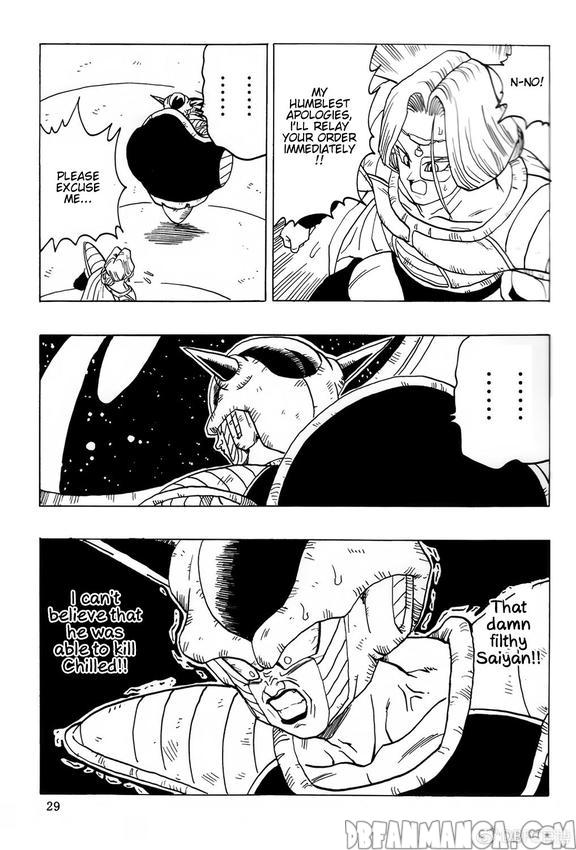 N-NO!
MY
HUMBLEST
APOLOGIES,
I'LL RELAY
YOUR ORDER
IMMEDIATELY
!!
......
......
PLEASE
EXCUSE
ME...
......
......
That
damn
filthy
Saiyan!!
I can't
believe that
he was
able to kill
Chilled!!
29
DBFANMANGA.COM